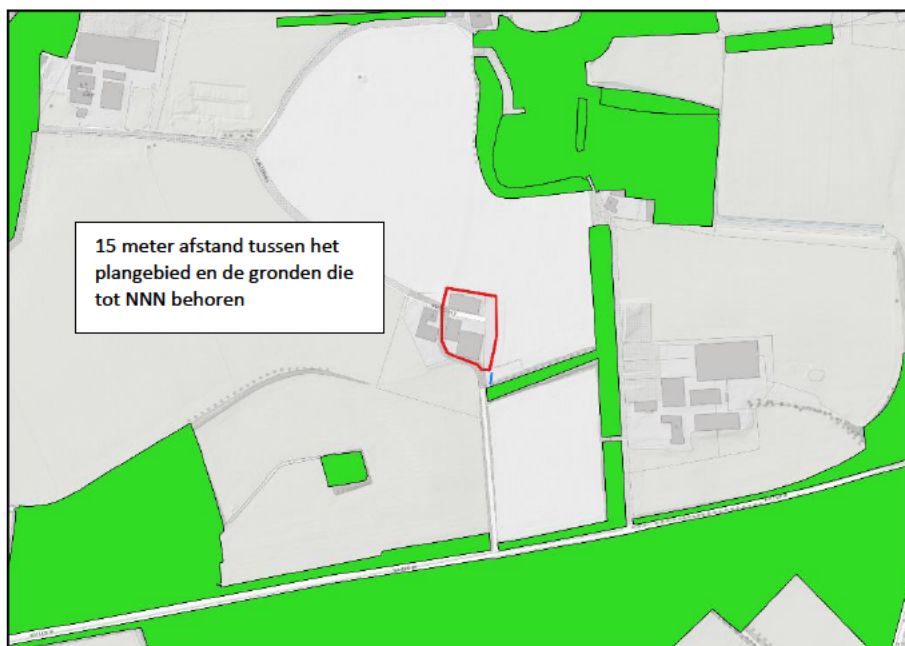 15 meter afstand tussen het
plangebied en de gronden die
tot NNN behoren